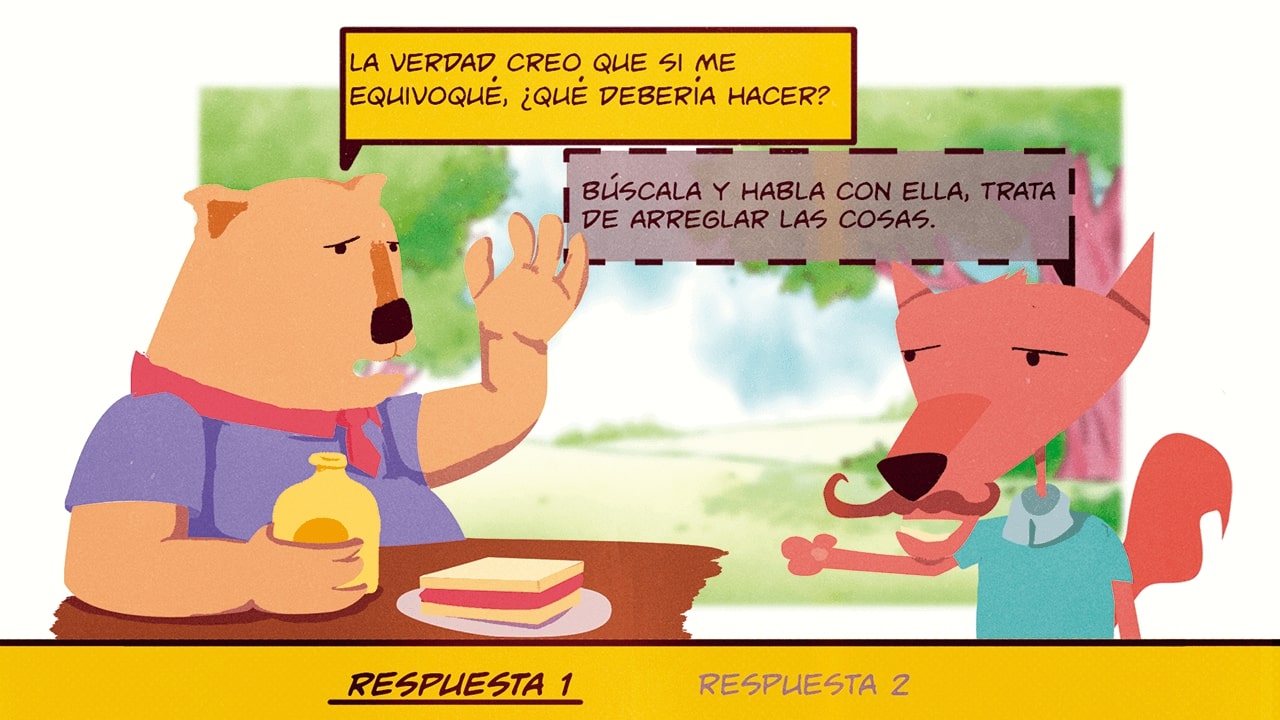 LA VERDAD CREO QUE SI ME
EQUIVOQUÉ, ¿QUÉ DEBERÍA HACER?
BÚSCALA Y HABLA CON ELLA, TRATA
DE ARREGLAR LAS COSAS.
RESPUESTA 1
RESPUESTA 2